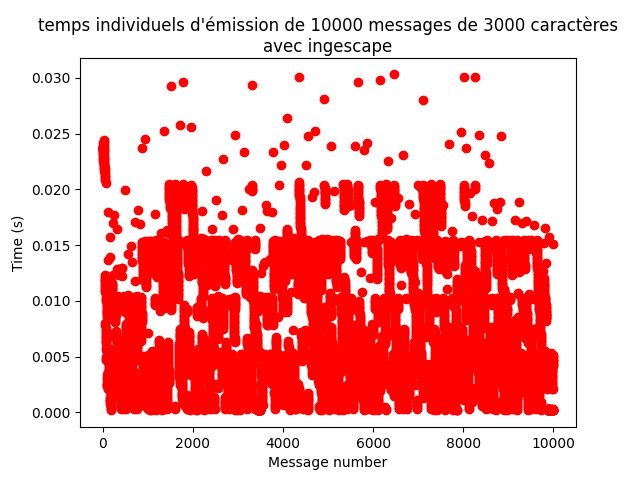 temps individuels d'émission de 10000 messages de 3000 caractères
avec ingescape
0.030
0.025
0.020
0.015
0.010
0.005
0.000
Time (s)
0 2000 4000 6000 8000 10000
Message number